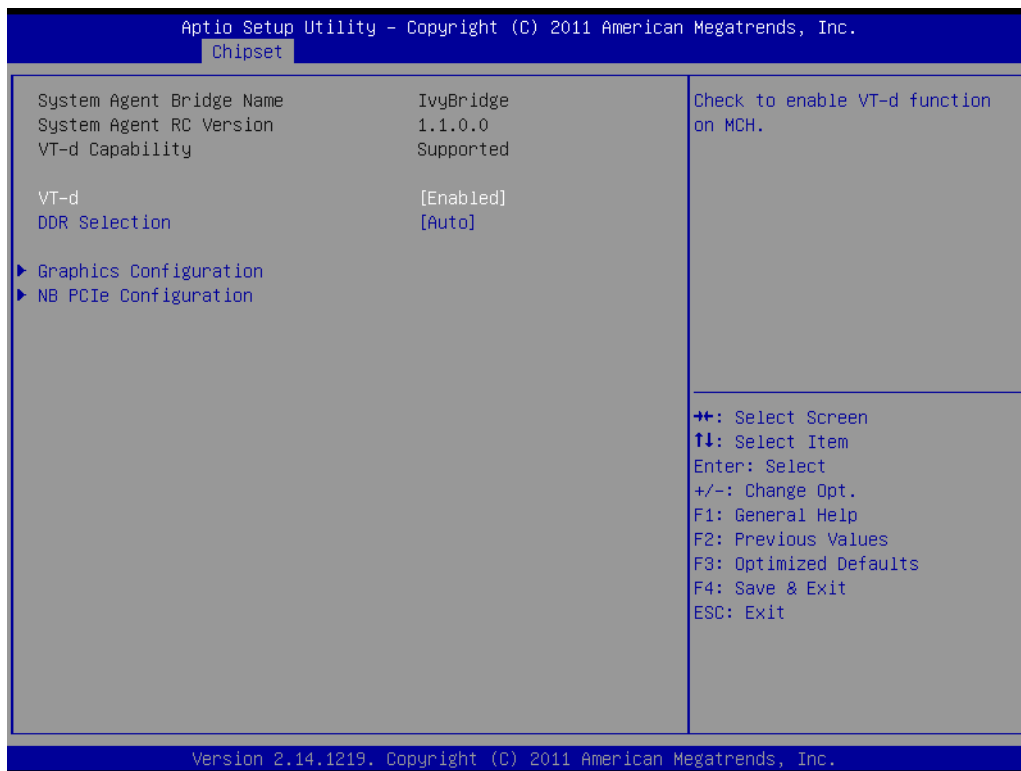 Aptio Setup Utility – Copyright (C) 2011 American Megatrends, Inc.
Chipset
System Agent Bridge Name IvyBridge
System Agent RC Version 1.1.0.0
VT-d Capability Supported
VT-d [Enabled]
DDR Selection [Auto]
Graphics Configuration
NB PCIe Configuration
Check to enable VT-d function
on MCH.
→←: Select Screen
↑↓: Select Item
Enter: Select
+/-: Change Opt.
F1: General Help
F2: Previous Values
F3: Optimized Defaults
F4: Save & Exit
ESC: Exit
Version 2.14.1219. Copyright (C) 2011 American Megatrends, Inc.